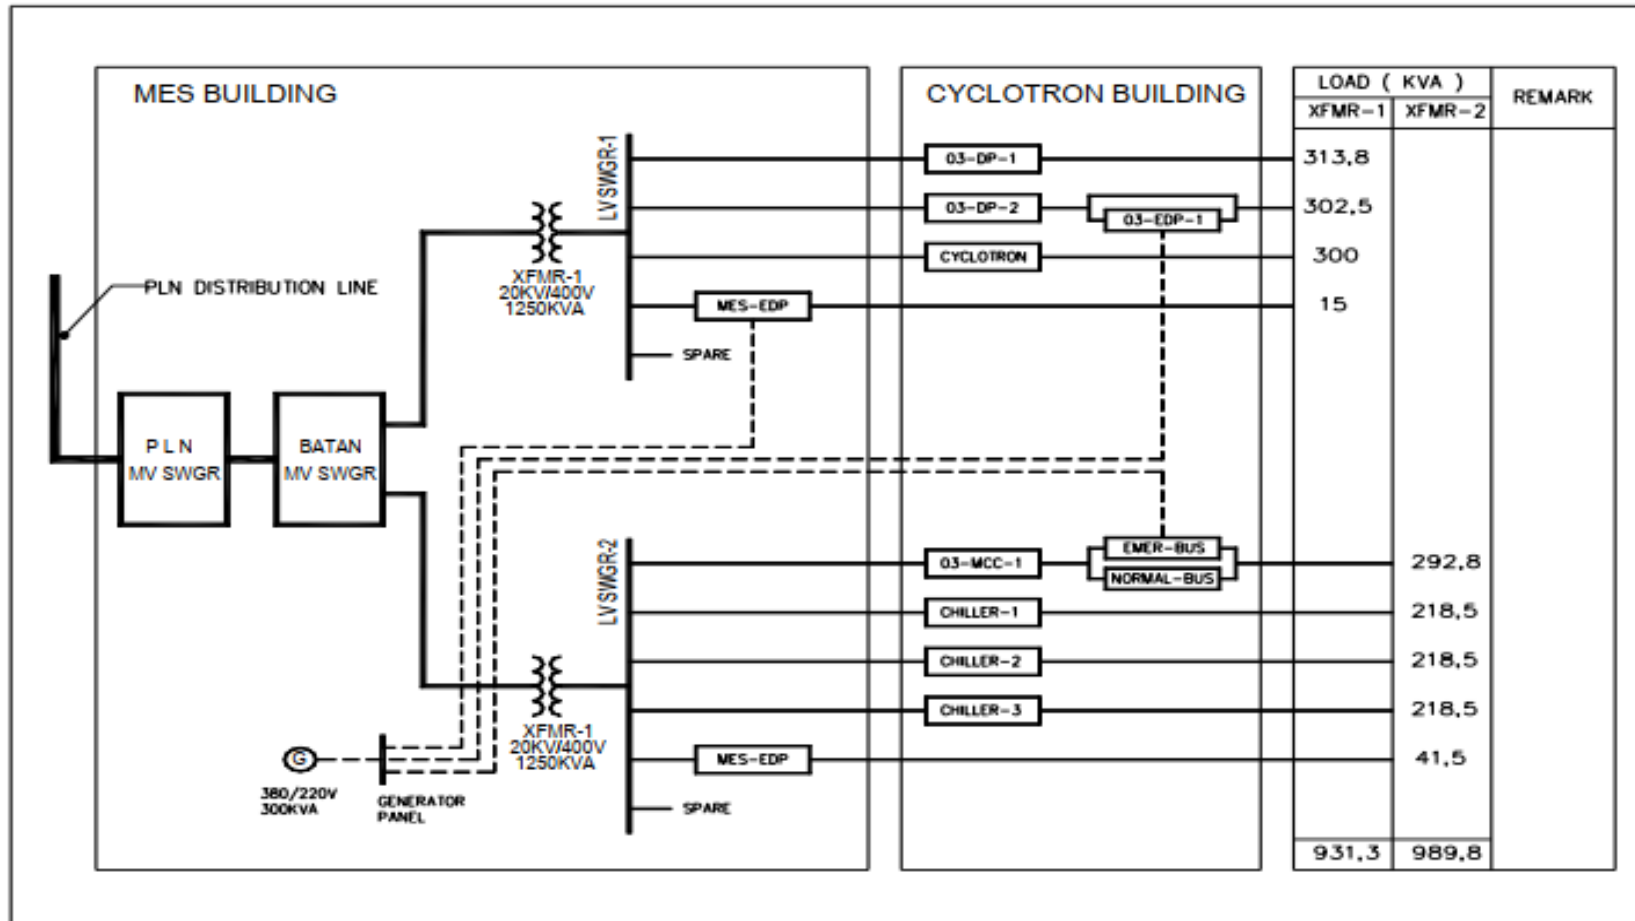 MES BUILDING
CYCLOTRON BUILDING
LOAD ( KVA )
XFMR-1
XFMR-2
REMARK
LV SWGR-1
03-DP-1
313,8
03-DP-2
03-EDP-1
302,5
CYCLOTRON
300
MES-EDP
15
SPARE
XFMR-1
20KV/400V
1250KVA
PLN DISTRIBUTION LINE
P L N
MV SWGR
BATAN
MV SWGR
LV SWGR-2
03-MCC-1
EMER-BUS
NORMAL-BUS
292,8
CHILLER-1
218,5
CHILLER-2
218,5
CHILLER-3
218,5
MES-EDP
41,5
SPARE
XFMR-1
20KV/400V
1250KVA
G
380/220V
300KVA
GENERATOR
PANEL
931,3
989,8